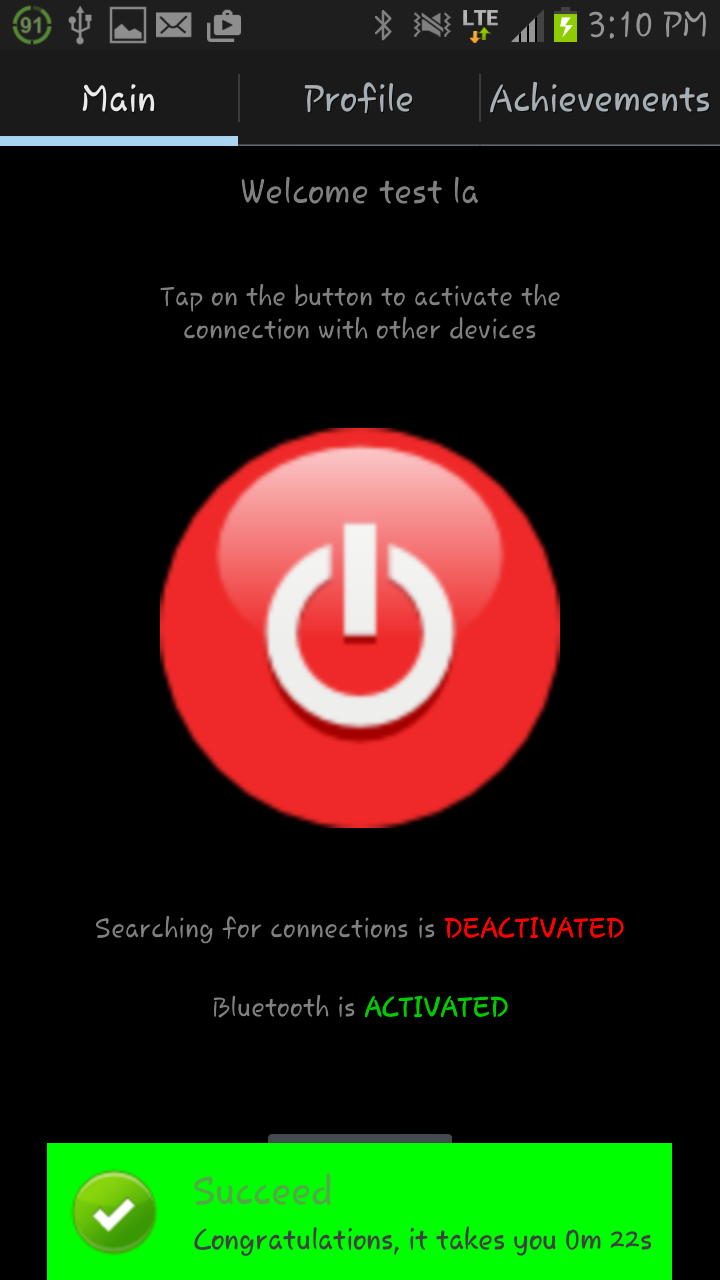 91
LTE
3:10 PM
Main
Profile
Achievements
Welcome test la
Tap on the button to activate the
connection with other devices
Searching for connections is DEACTIVATED
Bluetooth is ACTIVATED
Succeed
Congratulations, it takes you 0m 22s